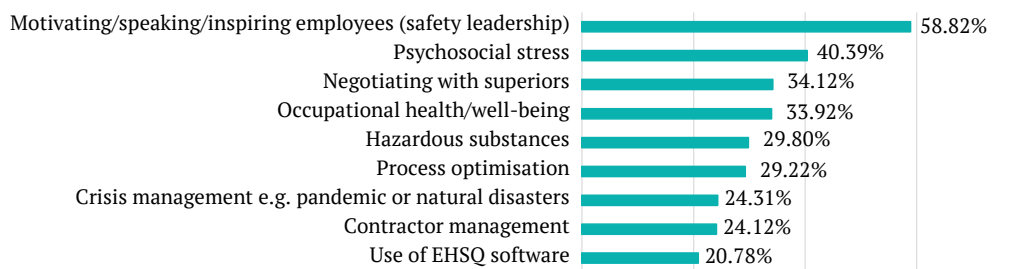 Motivating/speaking/inspiring employees (safety leadership) 58.82%
Psychosocial stress 40.39%
Negotiating with superiors 34.12%
Occupational health/well-being 33.92%
Hazardous substances 29.80%
Process optimisation 29.22%
Crisis management e.g. pandemic or natural disasters 24.31%
Contractor management 24.12%
Use of EHSQ software 20.78%